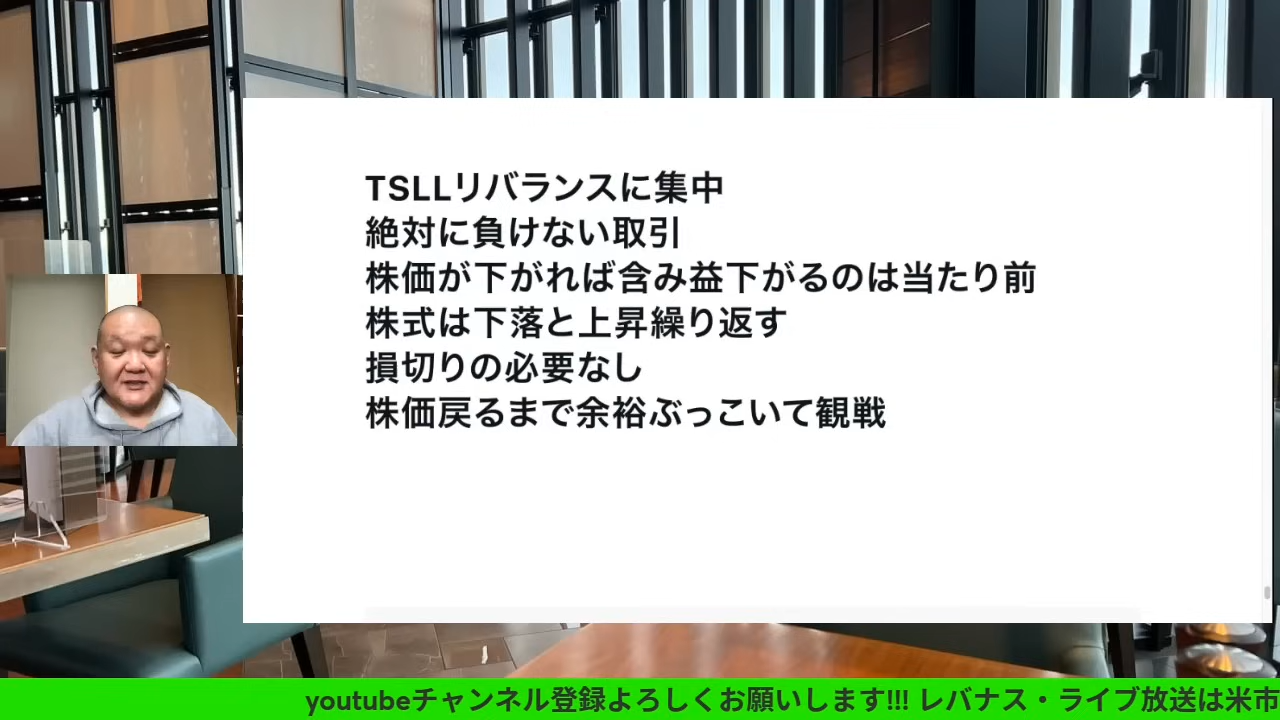 TSLLリバランスに集中
絶対に負けない取引
株価が下がれば含み益下がるのは当たり前
株式は下落と上昇繰り返す
損切りの必要なし
株価戻るまで余裕ぶっこいて観戦
youtubeチャンネル登録よろしくお願いします!!! レバナス・ライブ放送は米市